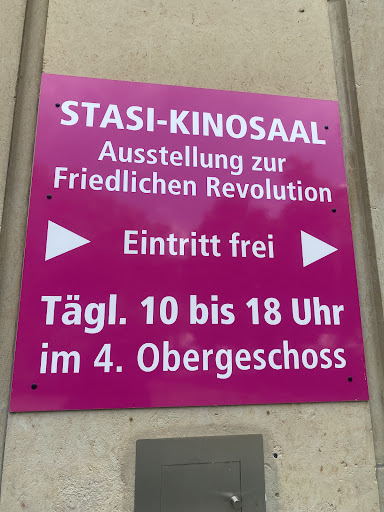 STASI-KINOSAAL
Ausstellung zur
Friedlichen Revolution
Eintritt frei
Tägl. 10 bis 18 Uhr
im 4. Obergeschoss